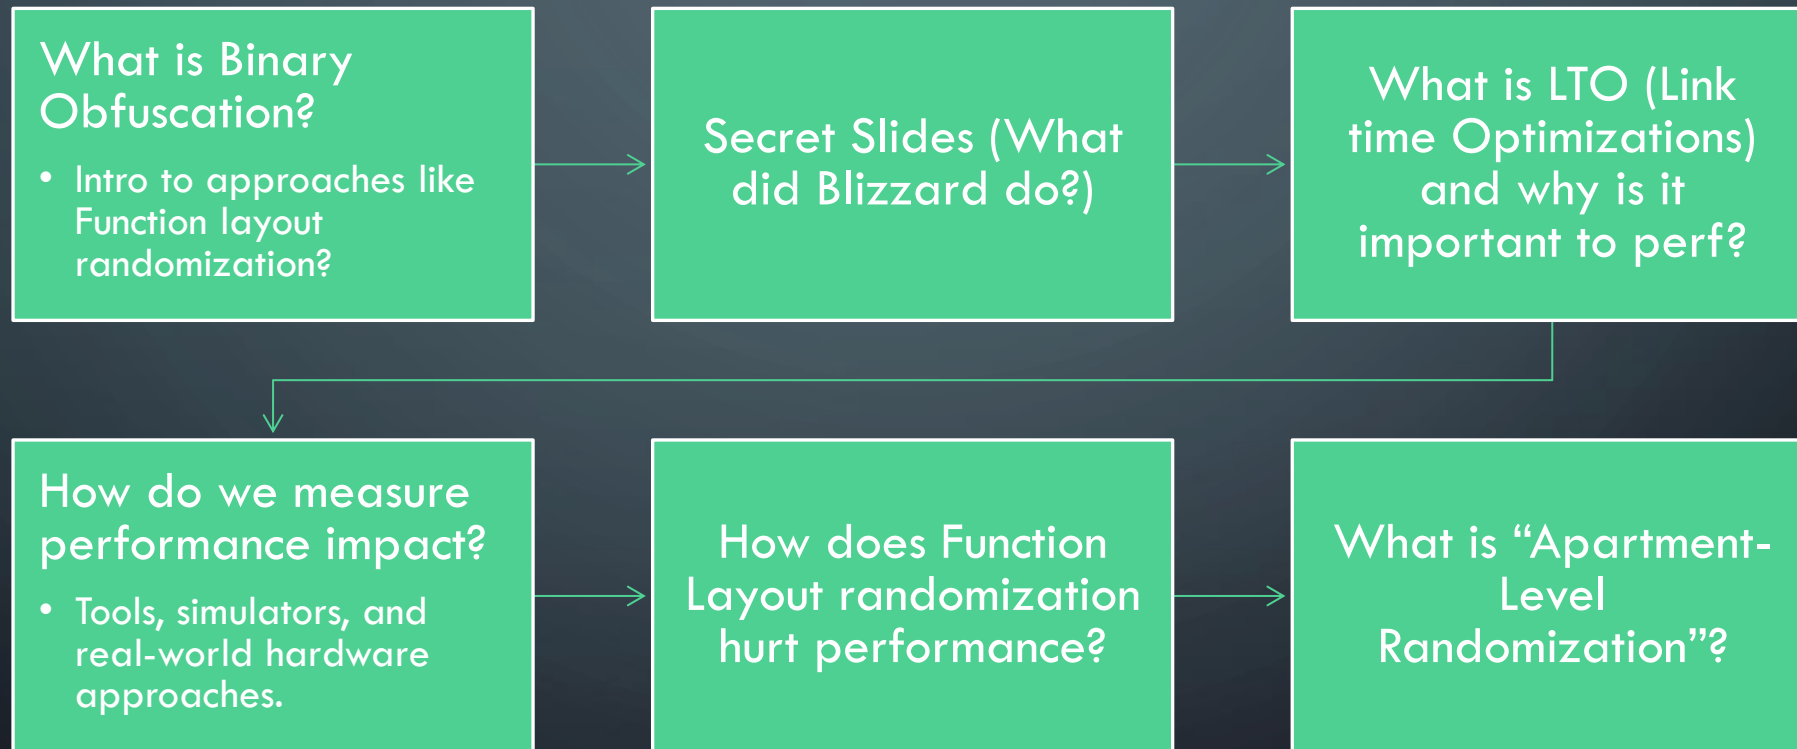 What is Binary
Obfuscation?
• Intro to approaches like
Function layout
randomization?
Secret Slides (What
did Blizzard do?)
What is LTO (Link
time Optimizations)
and why is it
important to perf?
How do we measure
performance impact?
• Tools, simulators, and
real-world hardware
approaches.
How does Function
Layout randomization
hurt performance?
What is “Apartment-
Level
Randomization”?